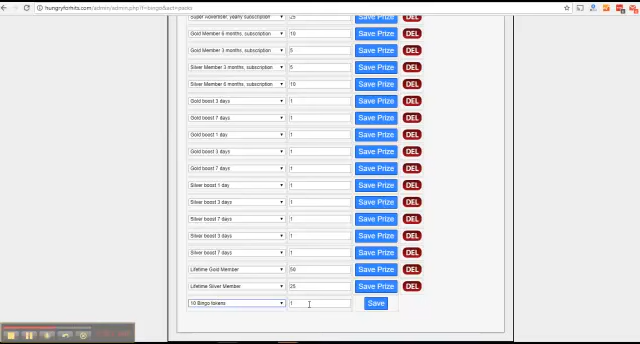 hungryforhits.com/admin/admin.php?f=bingo&act=packs
Super Advertiser, yearly subscription 25 Save Prize DEL
Gold Member 6 months, subscription 10 Save Prize DEL
Gold Member 3 months, subscription 5 Save Prize DEL
Silver Member 3 months, subscription 5 Save Prize DEL
Silver Member 6 months, subscription 10 Save Prize DEL
Gold boost 3 days 1 Save Prize DEL
Gold boost 7 days 1 Save Prize DEL
Gold boost 1 day 1 Save Prize DEL
Gold boost 3 days 1 Save Prize DEL
Gold boost 7 days 1 Save Prize DEL
Silver boost 1 day 1 Save Prize DEL
Silver boost 3 days 1 Save Prize DEL
Silver boost 7 days 1 Save Prize DEL
Silver boost 3 days 1 Save Prize DEL
Silver boost 7 days 1 Save Prize DEL
Lifetime Gold Member 50 Save Prize DEL
Lifetime Silver Member 25 Save Prize DEL
10 Bingo tokens 1 Save